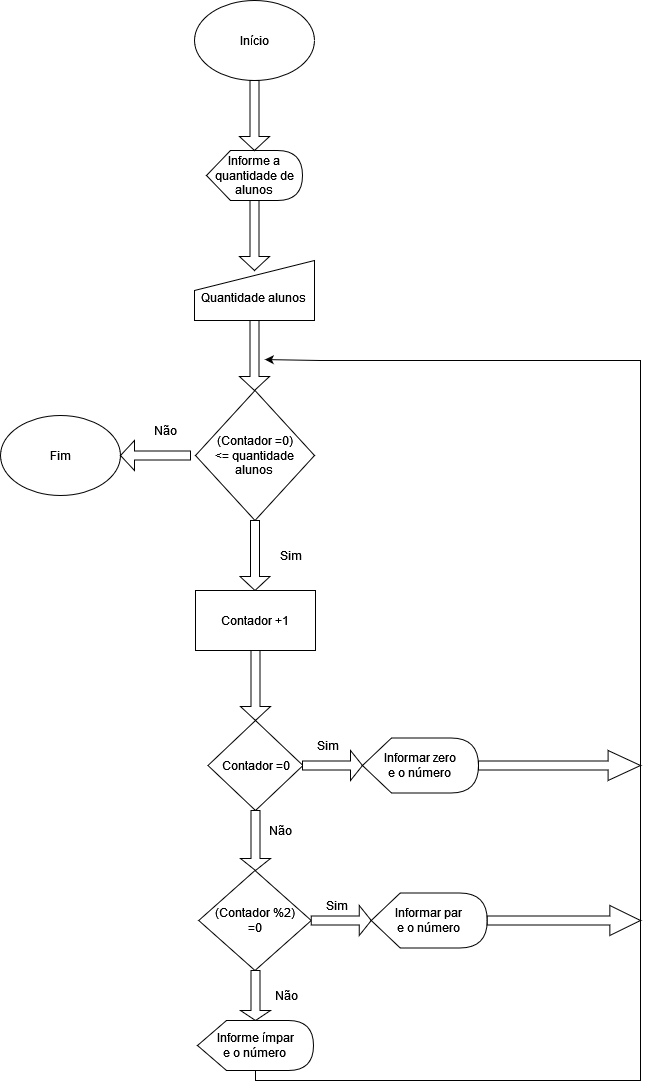 Início
Informe a
quantidade de
alunos
Quantidade alunos
(Contador =0)
<= quantidade
alunos
Não
Fim
Sim
Contador +1
Contador =0
Sim
Informar zero
e o número
Não
(Contador %2)
=0
Sim
Informar par
e o número
Não
Informe ímpar
e o número